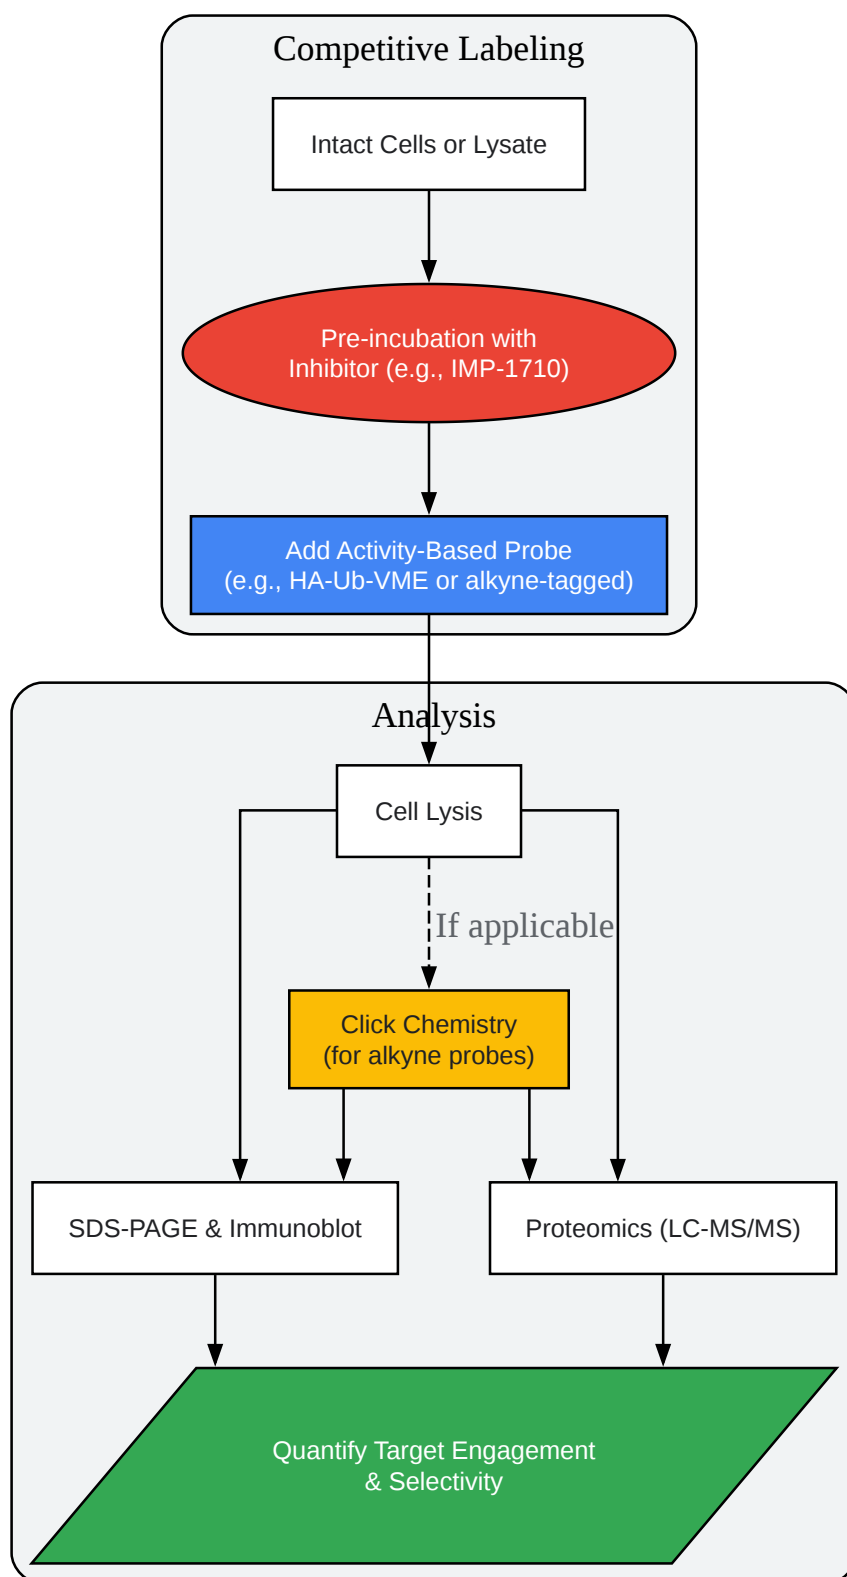 Competitive Labeling
Intact Cells or Lysate
Pre-incubation with
Inhibitor (e.g., IMP-1710)
Add Activity-Based Probe
(e.g., HA-Ub-VME or alkyne-tagged)
Analysis
Cell Lysis
If applicable
Click Chemistry
(for alkyne probes)
SDS-PAGE & Immunoblot
Proteomics (LC-MS/MS)
Quantify Target Engagement
& Selectivity